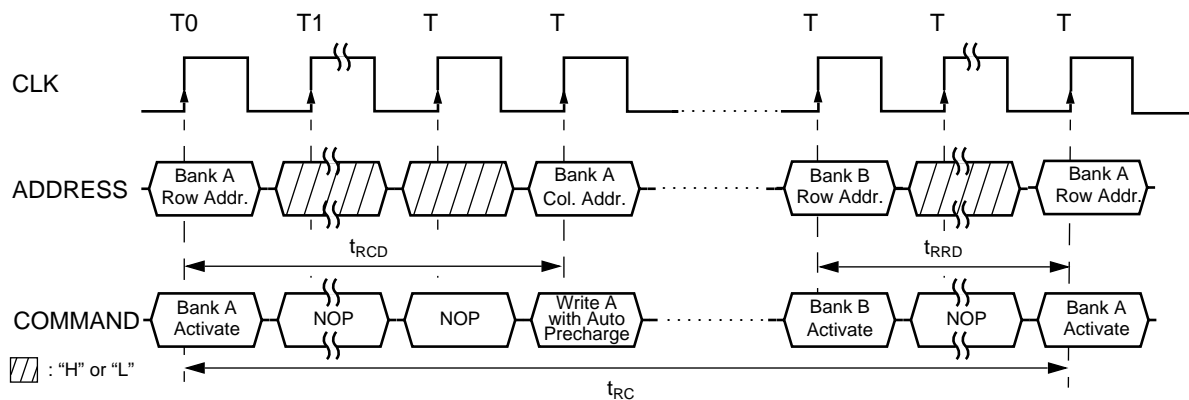 T0 T1 T T T T T
CLK
ADDRESS
Bank A Row Addr.
Bank A Col. Addr.
Bank B Row Addr.
Bank A Row Addr.
tRCD
tRRD
COMMAND
Bank A Activate
NOP
NOP
Write A with Auto Precharge
Bank B Activate
NOP
Bank A Activate
: “H” or “L”
tRC